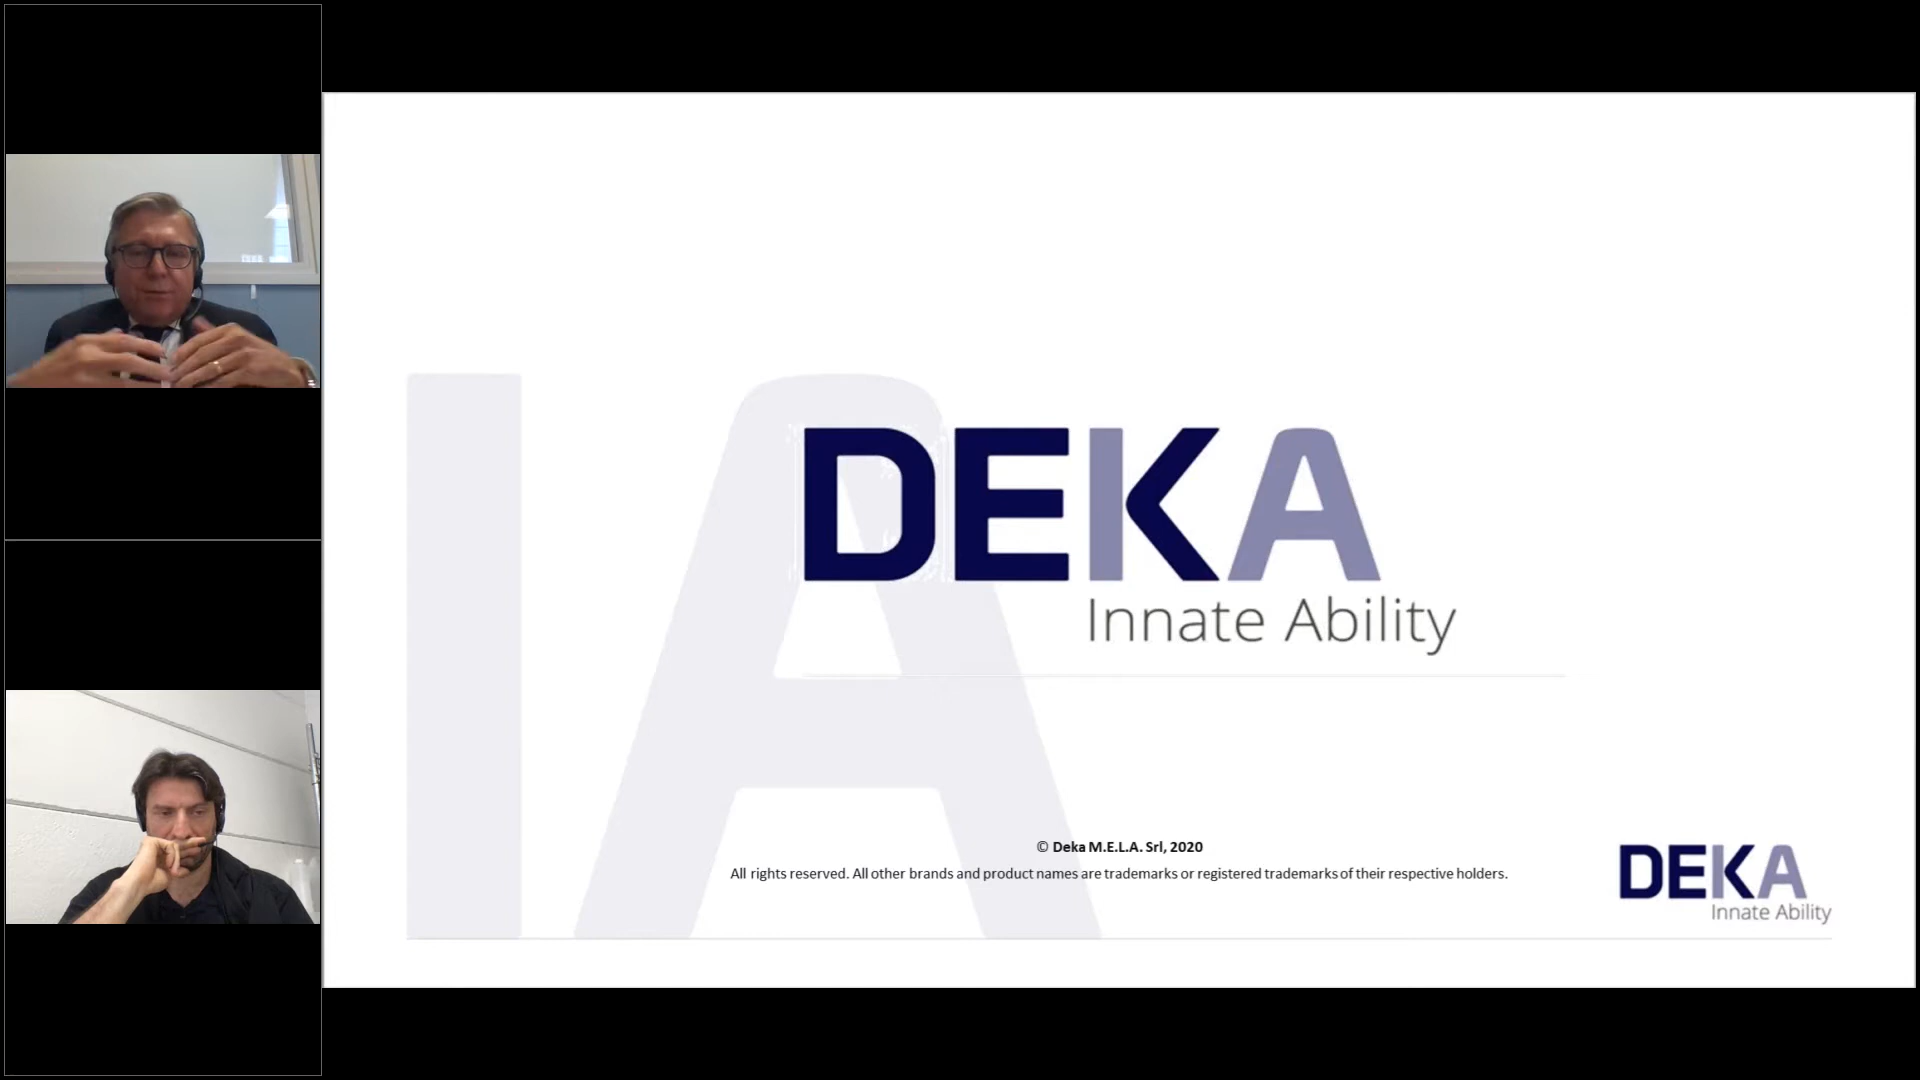 DEKA
Innate Ability
© Deka M.E.L.A. Srl, 2020
All rights reserved. All other brands and product names are trademarks or registered trademarks of their respective holders.
DEKA
Innate Ability
IA